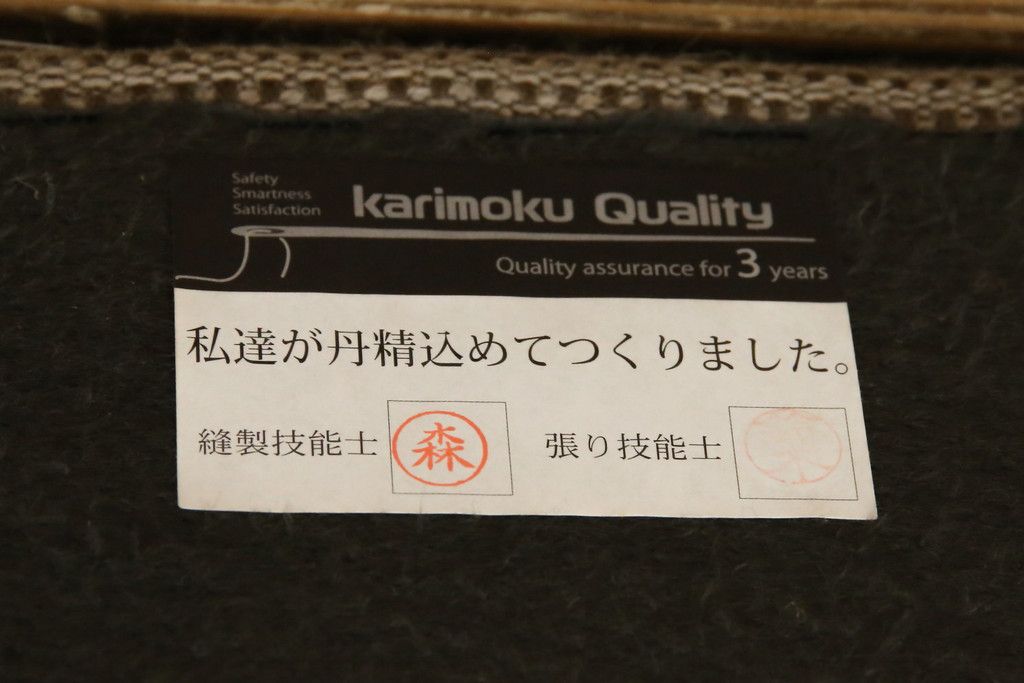 Safety
Smartness
Satisfaction
karimoku Quality
Quality assurance for 3 years
私達が丹精込めてつくりました。
縫製技能士 森 張り技能士